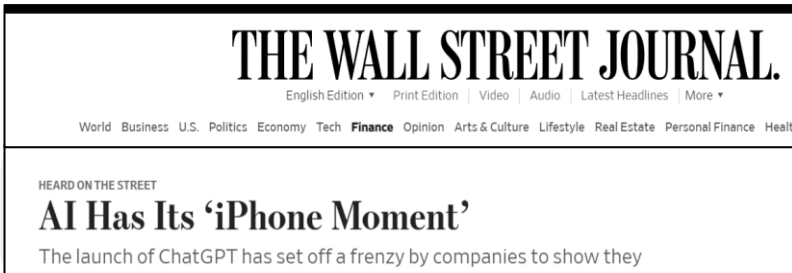 THE WALL STREET JOURNAL.
English Edition ▼ Print Edition | Video | Audio | Latest Headlines | More ▼
World Business U.S. Politics Economy Tech Finance Opinion Arts & Culture Lifestyle Real Estate Personal Finance Healt
HEARD ON THE STREET
AI Has Its ‘iPhone Moment’
The launch of ChatGPT has set off a frenzy by companies to show they